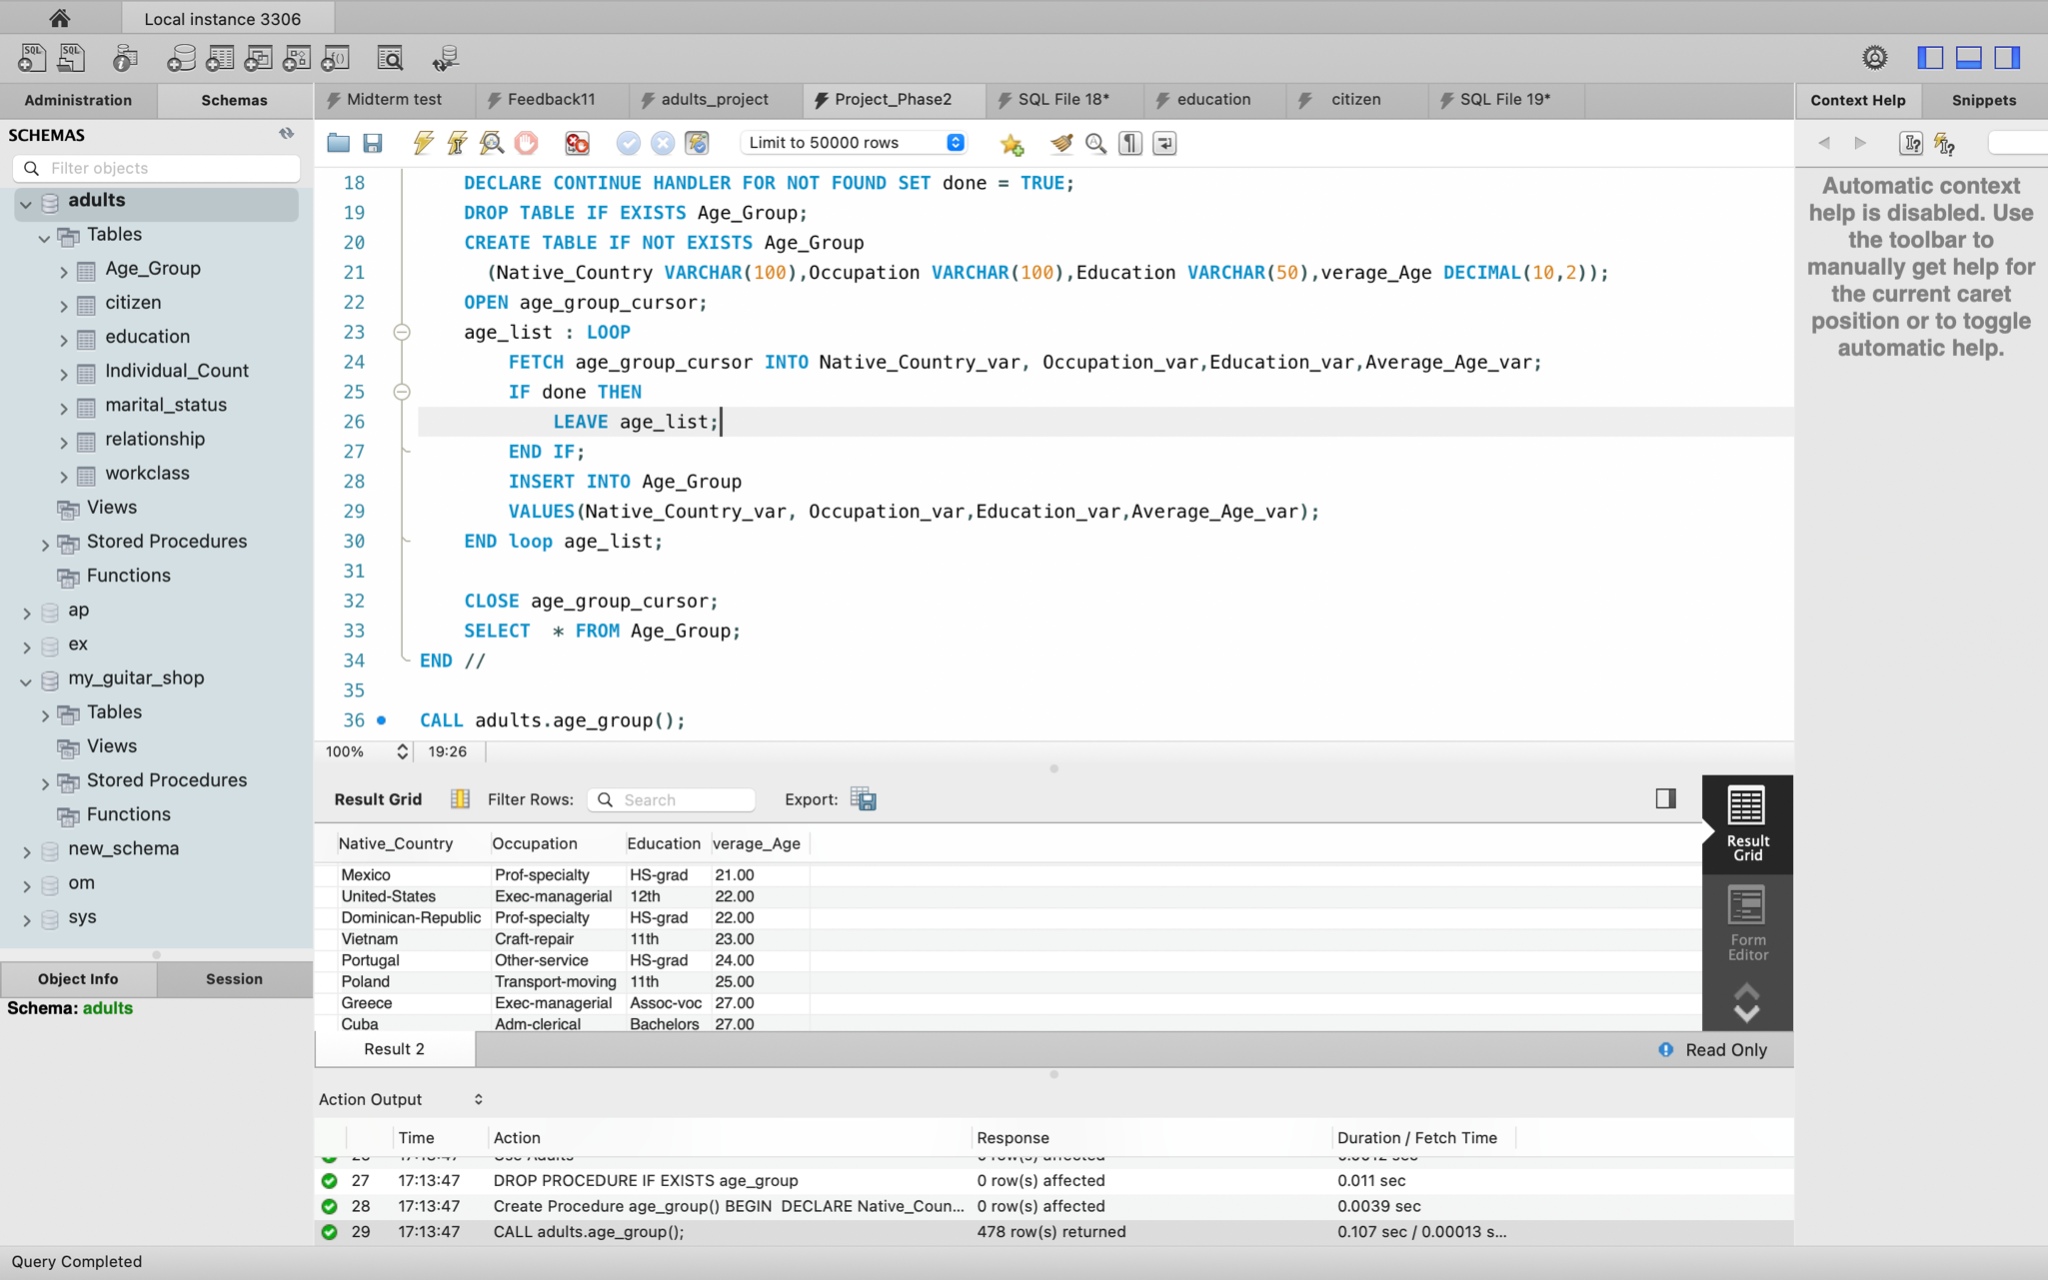 Local instance 3306
Administration Schemas
Midterm test Feedback11 adults_project Project_Phase2 SQL File 18* education citizen SQL File 19*
Context Help Snippets
SCHEMAS
Filter objects
adults
Tables
Age_Group
citizen
education
Individual_Count
marital_status
relationship
workclass
Views
Stored Procedures
Functions
ap
ex
my_guitar_shop
Tables
Views
Stored Procedures
Functions
new_schema
om
sys
Object Info Session
Schema: adults
Limit to 50000 rows
18 DECLARE CONTINUE HANDLER FOR NOT FOUND SET done = TRUE;
19 DROP TABLE IF EXISTS Age_Group;
20 CREATE TABLE IF NOT EXISTS Age_Group
21 (Native_Country VARCHAR(100),Occupation VARCHAR(100),Education VARCHAR(50),verage_Age DECIMAL(10,2));
22 OPEN age_group_cursor;
23 age_list : LOOP
24 FETCH age_group_cursor INTO Native_Country_var, Occupation_var,Education_var,Average_Age_var;
25 IF done THEN
26 LEAVE age_list;
27 END IF;
28 INSERT INTO Age_Group
29 VALUES(Native_Country_var, Occupation_var,Education_var,Average_Age_var);
30 END loop age_list;
31
32 CLOSE age_group_cursor;
33 SELECT * FROM Age_Group;
34 END //
35
36 CALL adults.age_group();
100% 19:26
Result Grid Filter Rows: Search Export:
Native_Country Occupation Education verage_Age
Mexico Prof-specialty HS-grad 21.00
United-States Exec-managerial 12th 22.00
Dominican-Republic Prof-specialty HS-grad 22.00
Vietnam Craft-repair 11th 23.00
Portugal Other-service HS-grad 24.00
Poland Transport-moving 11th 25.00
Greece Exec-managerial Assoc-voc 27.00
Cuba Adm-clerical Bachelors 27.00
Result
Grid
Form
Editor
Result 2 Read Only
Action Output
Time Action Response Duration / Fetch Time
27 17:13:47 DROP PROCEDURE IF EXISTS age_group 0 row(s) affected 0.011 sec
28 17:13:47 Create Procedure age_group() BEGIN DECLARE Native_Coun... 0 row(s) affected 0.0039 sec
29 17:13:47 CALL adults.age_group(); 478 row(s) returned 0.107 sec / 0.00013 s...
Query Completed
Automatic context
help is disabled. Use
the toolbar to
manually get help for
the current caret
position or to toggle
automatic help.